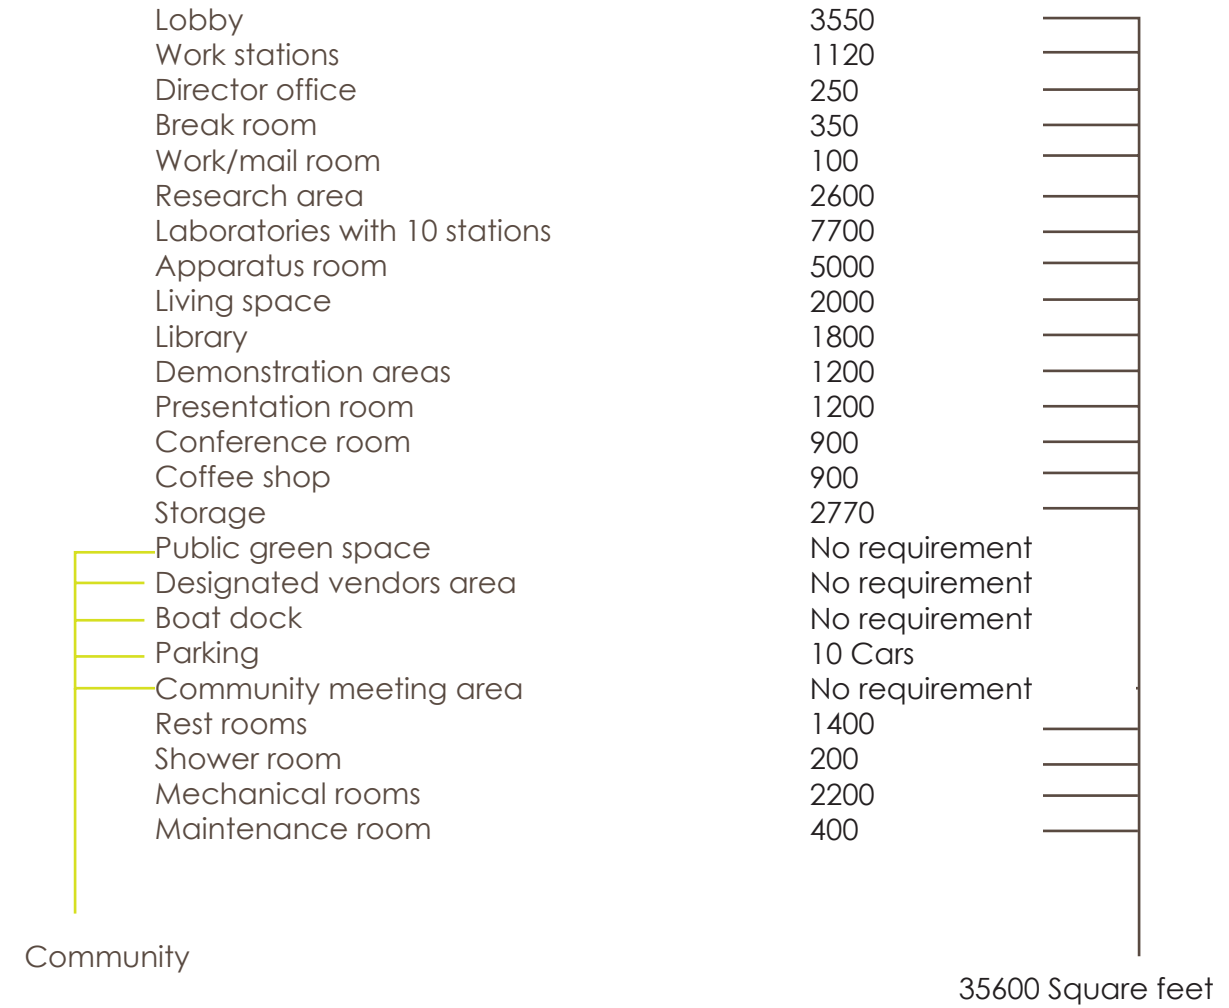 Lobby 3550
Work stations 1120
Director office 250
Break room 350
Work/mail room 100
Research area 2600
Laboratories with 10 stations 7700
Apparatus room 5000
Living space 2000
Library 1800
Demonstration areas 1200
Presentation room 1200
Conference room 900
Coffee shop 900
Storage 2770
Public green space No requirement
Designated vendors area No requirement
Boat dock No requirement
Parking 10 Cars
Community meeting area No requirement
Rest rooms 1400
Shower room 200
Mechanical rooms 2200
Maintenance room 400
Community
35600 Square feet